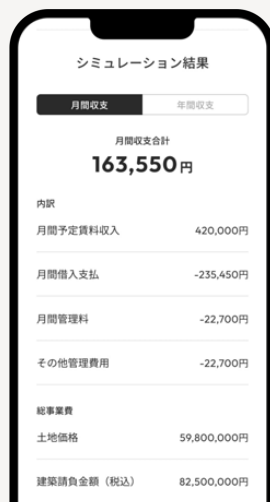 シミュレーション結果
月間収支 年間収支
月間収支合計
163,550円
内訳
月間予定賃料収入 420,000円
月間借入支払 -235,450円
月間管理料 -22,700円
その他管理費用 -22,700円
総事業費
土地価格 59,800,000円
建築請負金額（税込） 82,500,000円